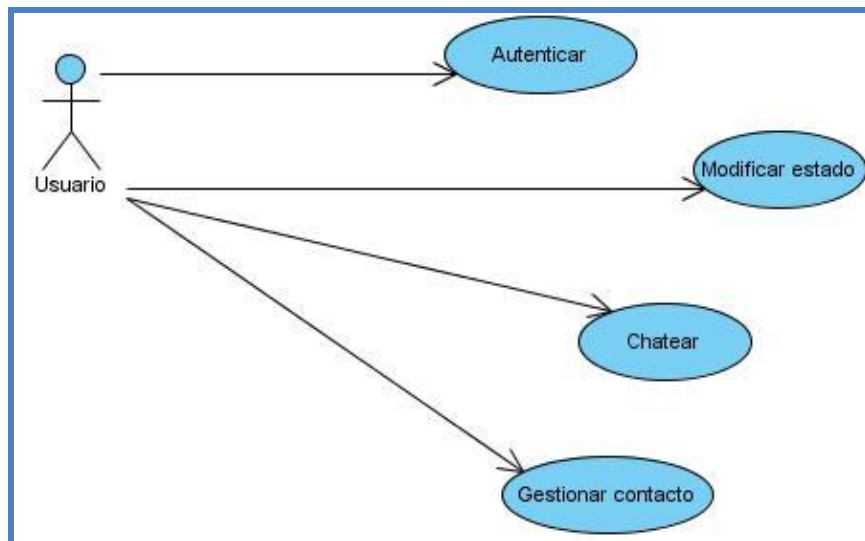 Autenticar
Modificar estado
Usuario
Chatear
Gestionar contacto